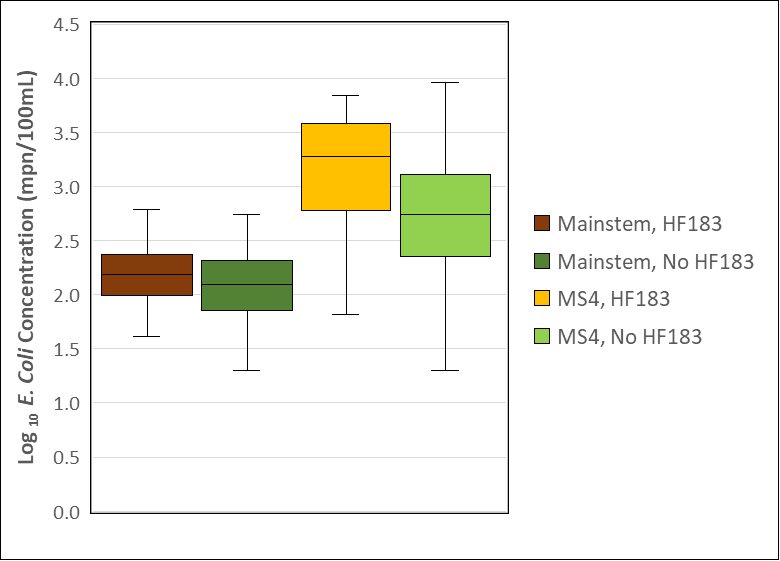 4.5
4.0
3.5
3.0
2.5
2.0
1.5
1.0
0.5
0.0
Log 10 E. Coli Concentration (mpn/100mL)
Mainstem, HF183
Mainstem, No HF183
MS4, HF183
MS4, No HF183